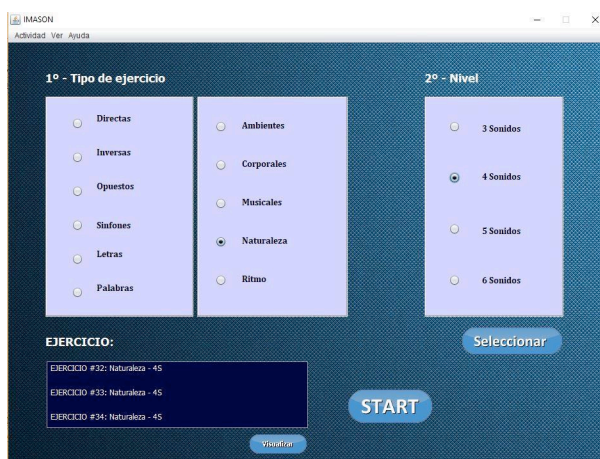 IMASON
Actividad Ver Ayuda
1º - Tipo de ejercicio
2º - Nivel
Directas
Inversas
Opuestos
Sinfones
Letras
Palabras
Ambientes
Corporales
Musicales
Naturaleza
Ritmo
3 Sonidos
4 Sonidos
5 Sonidos
6 Sonidos
Seleccionar
EJERCICIO:
EJERCICIO #32: Naturaleza - 4S
EJERCICIO #33: Naturaleza - 4S
EJERCICIO #34: Naturaleza - 4S
START
Visualizar